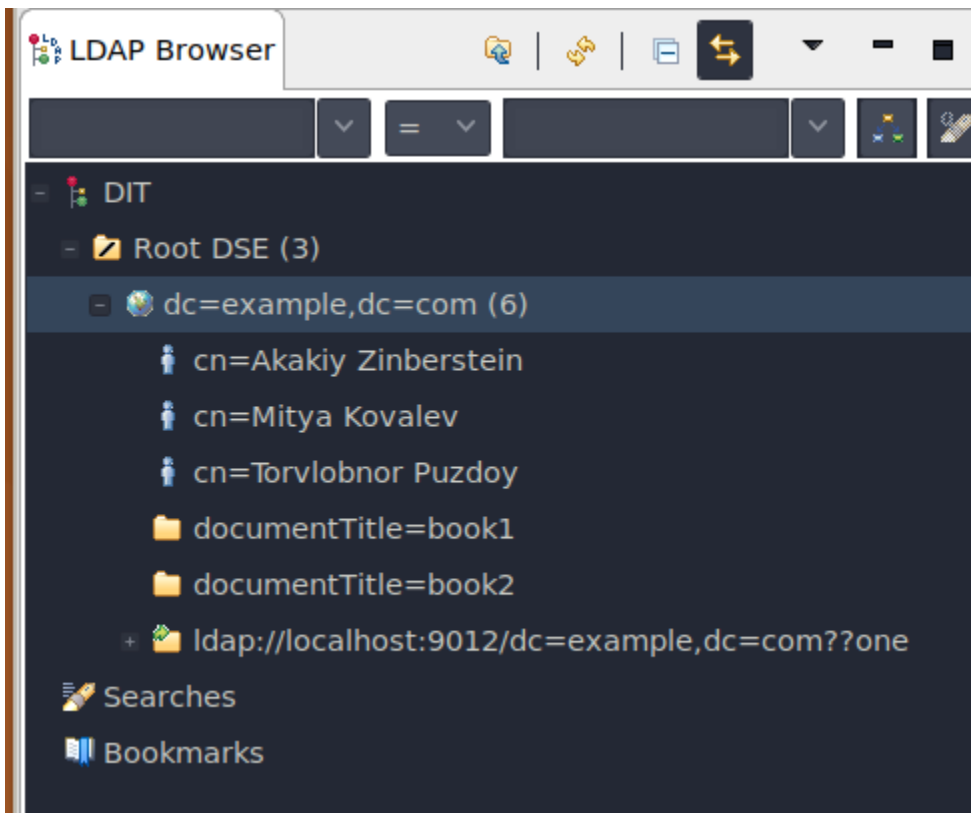 LDAP Browser
=
DIT
Root DSE (3)
dc=example,dc=com (6)
cn=Akakiy Zinberstein
cn=Mitya Kovalev
cn=Torvlobnor Puzdoy
documentTitle=book1
documentTitle=book2
ldap://localhost:9012/dc=example,dc=com??one
Searches
Bookmarks